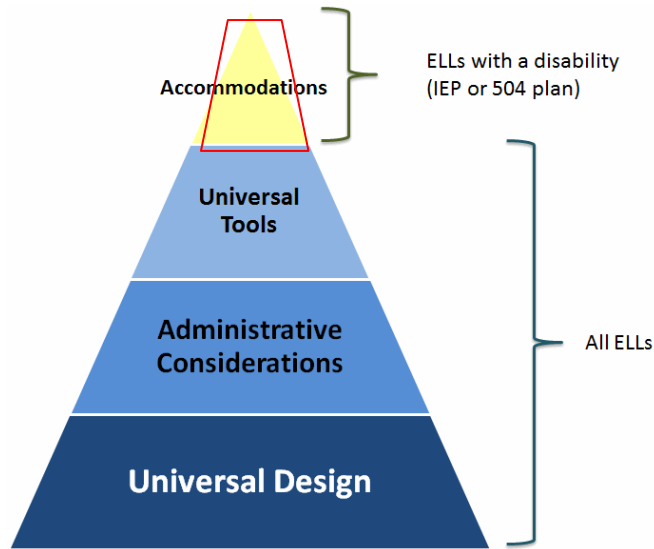 Accommodations
ELLs with a disability
(IEP or 504 plan)
Universal
Tools
Administrative
Considerations
All ELLs
Universal Design